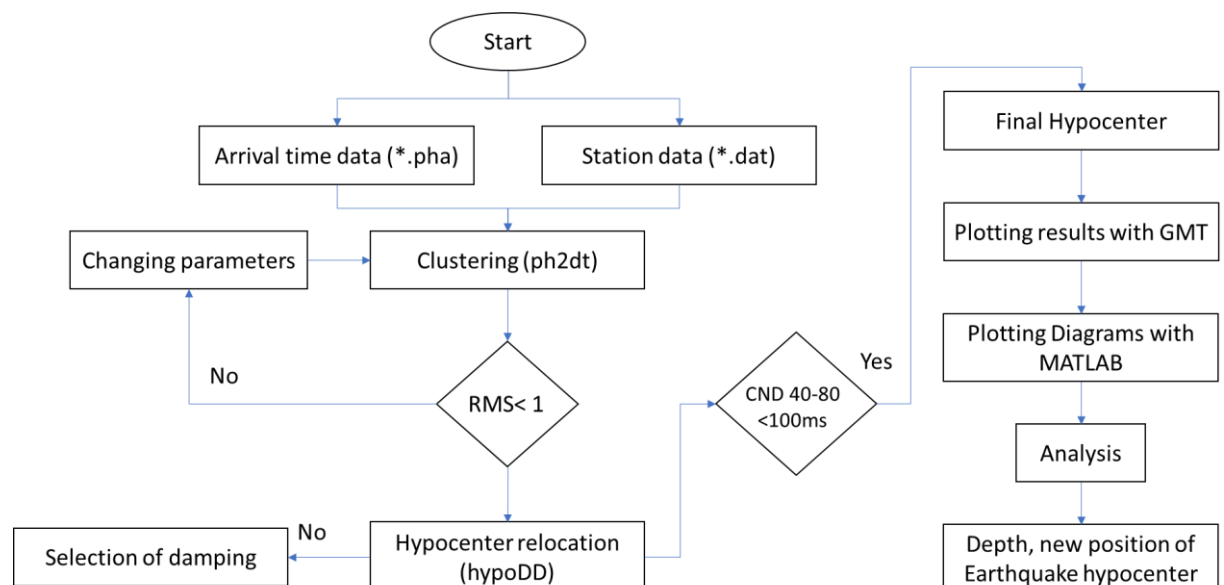 Start
Arrival time data (*.pha)
Station data (*.dat)
Changing parameters
Clustering (ph2dt)
No
RMS< 1
No
Selection of damping
Hypocenter relocation
(hypoDD)
CND 40-80
<100ms
Yes
Final Hypocenter
Plotting results with GMT
Plotting Diagrams with
MATLAB
Analysis
Depth, new position of
Earthquake hypocenter